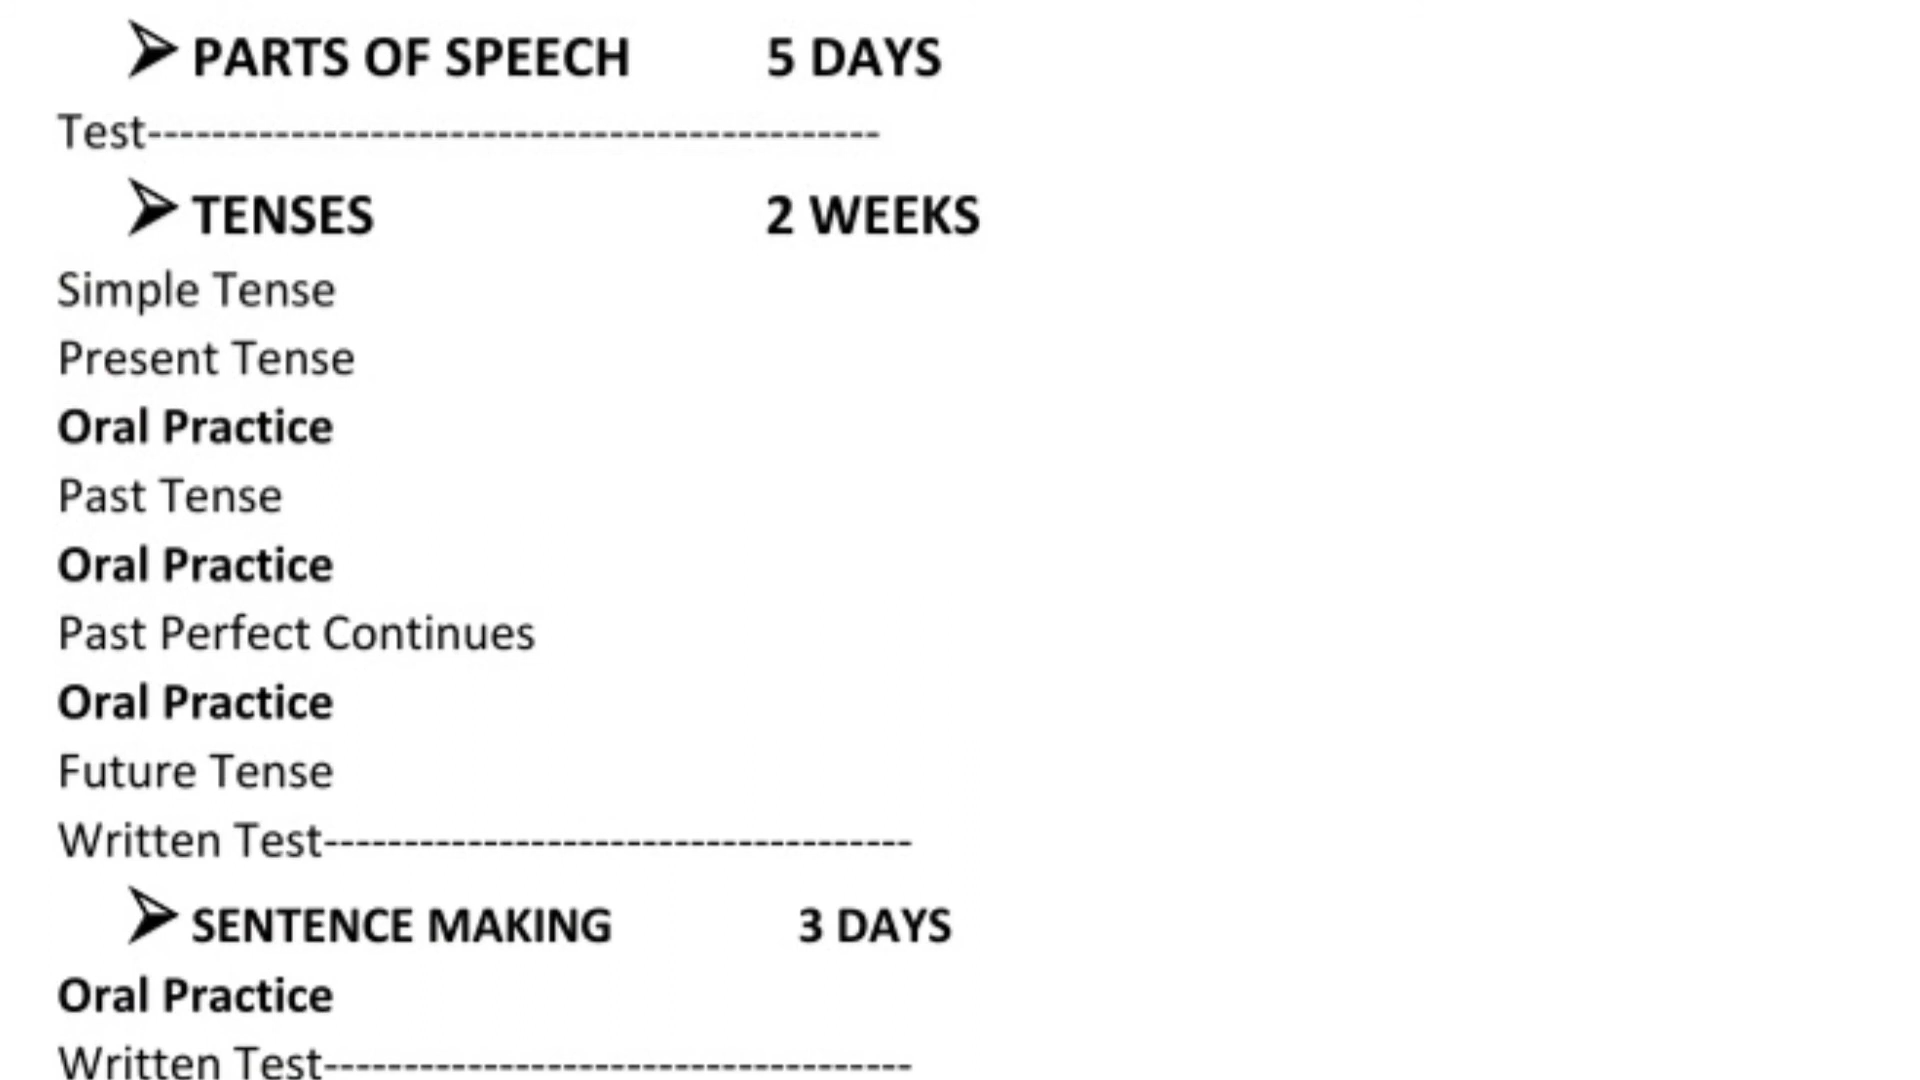 ➢ PARTS OF SPEECH 5 DAYS
Test----------------------------------------------
➢ TENSES 2 WEEKS
Simple Tense
Present Tense
Oral Practice
Past Tense
Oral Practice
Past Perfect Continues
Oral Practice
Future Tense
Written Test-------------------------------------
➢ SENTENCE MAKING 3 DAYS
Oral Practice
Written Test-------------------------------------